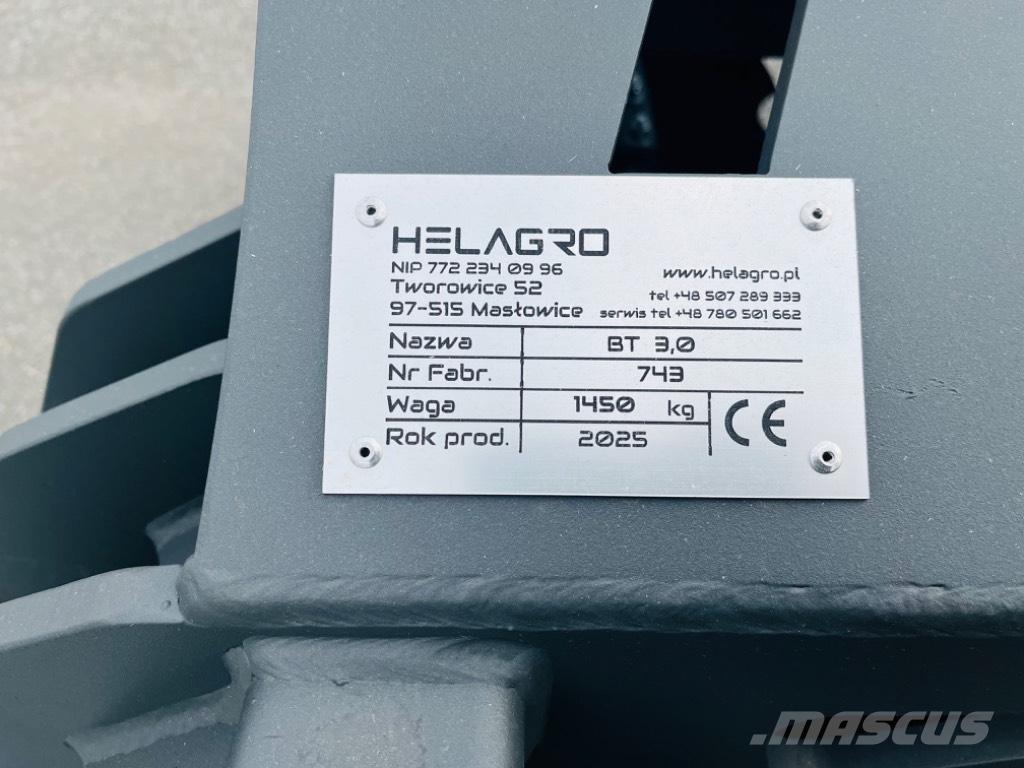 HELAGRO
NIP 772 234 09 96
Tworowice 52
97-515 Masłowice
www.helagro.pl
tel +48 507 289 333
serwis tel +48 780 501 662
Nazwa BT 3,0
Nr Fabr. 743
Waga 1450 kg
Rok prod. 2025
CE
MASCUS